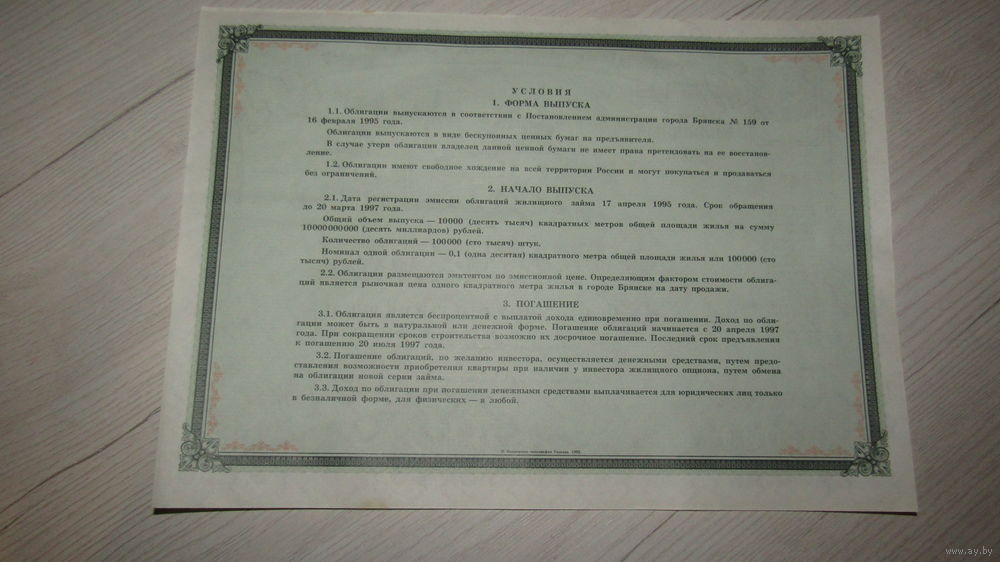 УСЛОВИЯ
1. ФОРМА ВЫПУСКА
1.1. Облигации выпускаются в соответствии с Постановлением администрации города Брянска № 159 от
16 февраля 1995 года.
Облигации выпускаются в виде бескупонных ценных бумаг на предъявителя.
В случае утери облигации владелец данной ценной бумаги не имеет права претендовать на ее восстанов-
ление.
1.2. Облигации имеют свободное хождение на всей территории России и могут покупаться и продаваться
без ограничений.
2. НАЧАЛО ВЫПУСКА
2.1. Дата регистрации эмиссии облигаций жилищного займа 17 апреля 1995 года. Срок обращения
до 20 марта 1997 года.
Общий объем выпуска — 10000 (десять тысяч) квадратных метров общей площади жилья на сумму
10000000000 (десять миллиардов) рублей.
Количество облигаций — 100000 (сто тысяч) штук.
Номинал одной облигации — 0,1 (одна десятая) квадратного метра общей площади жилья или 100000 (сто
тысяч) рублей.
2.2. Облигации размещаются эмитентом по эмиссионной цене. Определяющим фактором стоимости облига-
ций является рыночная цена одного квадратного метра жилья в городе Брянске на дату продажи.
3. ПОГАШЕНИЕ
3.1. Облигация является беспроцентной с выплатой дохода единовременно при погашении. Доход по обли-
гации может быть в натуральной или денежной форме. Погашение облигаций начинается с 20 апреля 1997
года. При сокращении сроков строительства возможно их досрочное погашение. Последний срок предъявления
к погашению 20 июля 1997 года.
3.2. Погашение облигаций, по желанию инвестора, осуществляется денежными средствами, путем предо-
ставления возможности приобретения квартиры при наличии у инвестора жилищного опциона, путем обмена
на облигации новой серии займа.
3.3. Доход по облигации при погашении денежными средствами выплачивается для юридических лиц только
в безналичной форме, для физических — в любой.
www.ay.by